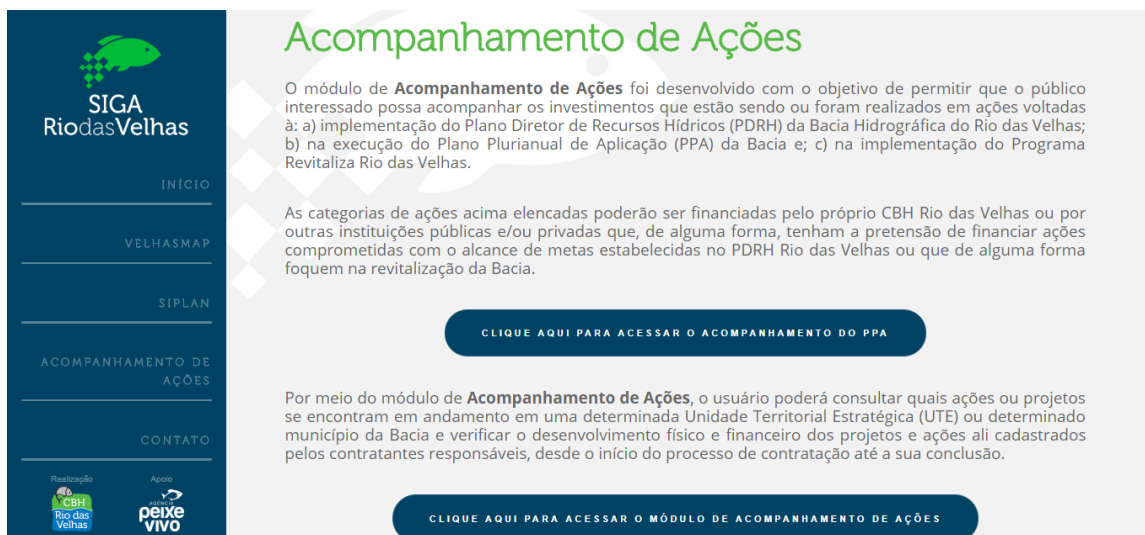 SIGA
RiodasVelhas
INÍCIO
VELHASMAP
SIPLAN
ACOMPANHAMENTO DE
AÇÕES
CONTATO
Realização
Apoio
CBH
Rio das
Velhas
AGÊNCIA
peixe
vivo
Acompanhamento de Ações
O módulo de Acompanhamento de Ações foi desenvolvido com o objetivo de permitir que o público
interessado possa acompanhar os investimentos que estão sendo ou foram realizados em ações voltadas
à: a) implementação do Plano Diretor de Recursos Hídricos (PDRH) da Bacia Hidrográfica do Rio das Velhas;
b) na execução do Plano Plurianual de Aplicação (PPA) da Bacia e; c) na implementação do Programa
Revitaliza Rio das Velhas.
As categorias de ações acima elencadas poderão ser financiadas pelo próprio CBH Rio das Velhas ou por
outras instituições públicas e/ou privadas que, de alguma forma, tenham a pretensão de financiar ações
comprometidas com o alcance de metas estabelecidas no PDRH Rio das Velhas ou que de alguma forma
foquem na revitalização da Bacia.
CLIQUE AQUI PARA ACESSAR O ACOMPANHAMENTO DO PPA
Por meio do módulo de Acompanhamento de Ações, o usuário poderá consultar quais ações ou projetos
se encontram em andamento em uma determinada Unidade Territorial Estratégica (UTE) ou determinado
município da Bacia e verificar o desenvolvimento físico e financeiro dos projetos e ações ali cadastrados
pelos contratantes responsáveis, desde o início do processo de contratação até a sua conclusão.
CLIQUE AQUI PARA ACESSAR O MÓDULO DE ACOMPANHAMENTO DE AÇÕES